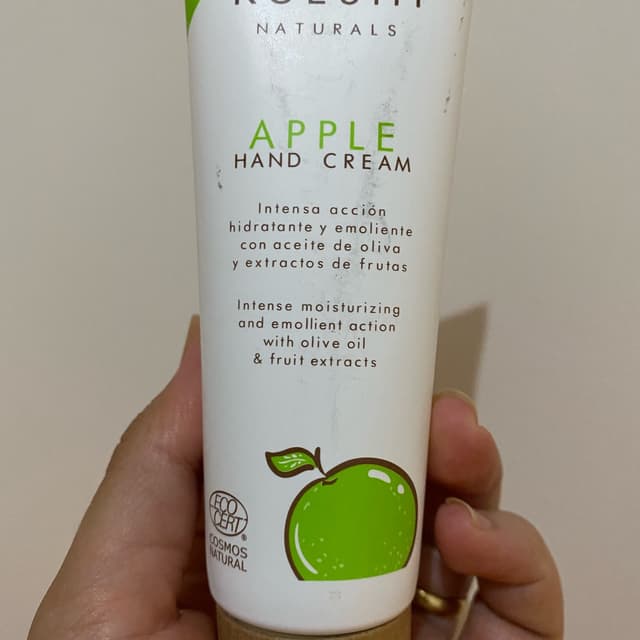 NATURALS
APPLE
HAND CREAM
Intensa acción
hidratante y emoliente
con aceite de oliva
y extractos de frutas
Intense moisturizing
and emollient action
with olive oil
& fruit extracts
ECO
CERT
COSMOS
NATURAL